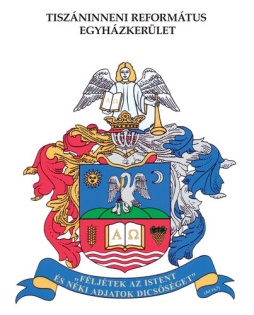 TISZÁNINNENI REFORMÁTUS
EGYHÁZKERÜLET
A Ω
„FÉLJÉTEK AZ ISTENT
ÉS NÉKI ADJATOK DICSŐSÉGET"